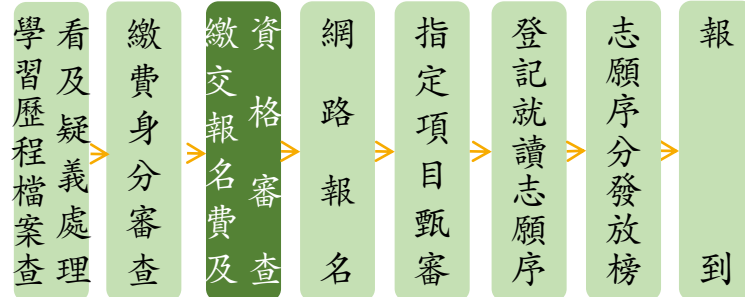 學習歷程檔案查
看及疑義處理
繳費身分審查
繳交報名費及
資格審查
網路報名
指定項目甄審
登記就讀志願序
志願序分發放榜
報到